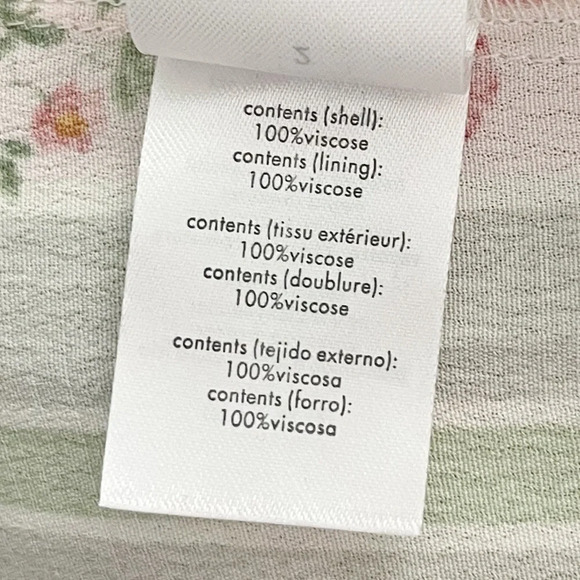 contents (shell):
100%viscose
contents (lining):
100%viscose
contents (tissu extérieur):
100%viscose
contents (doublure):
100%viscose
contents (tejido externo):
100%viscosa
contents (forro):
100%viscosa